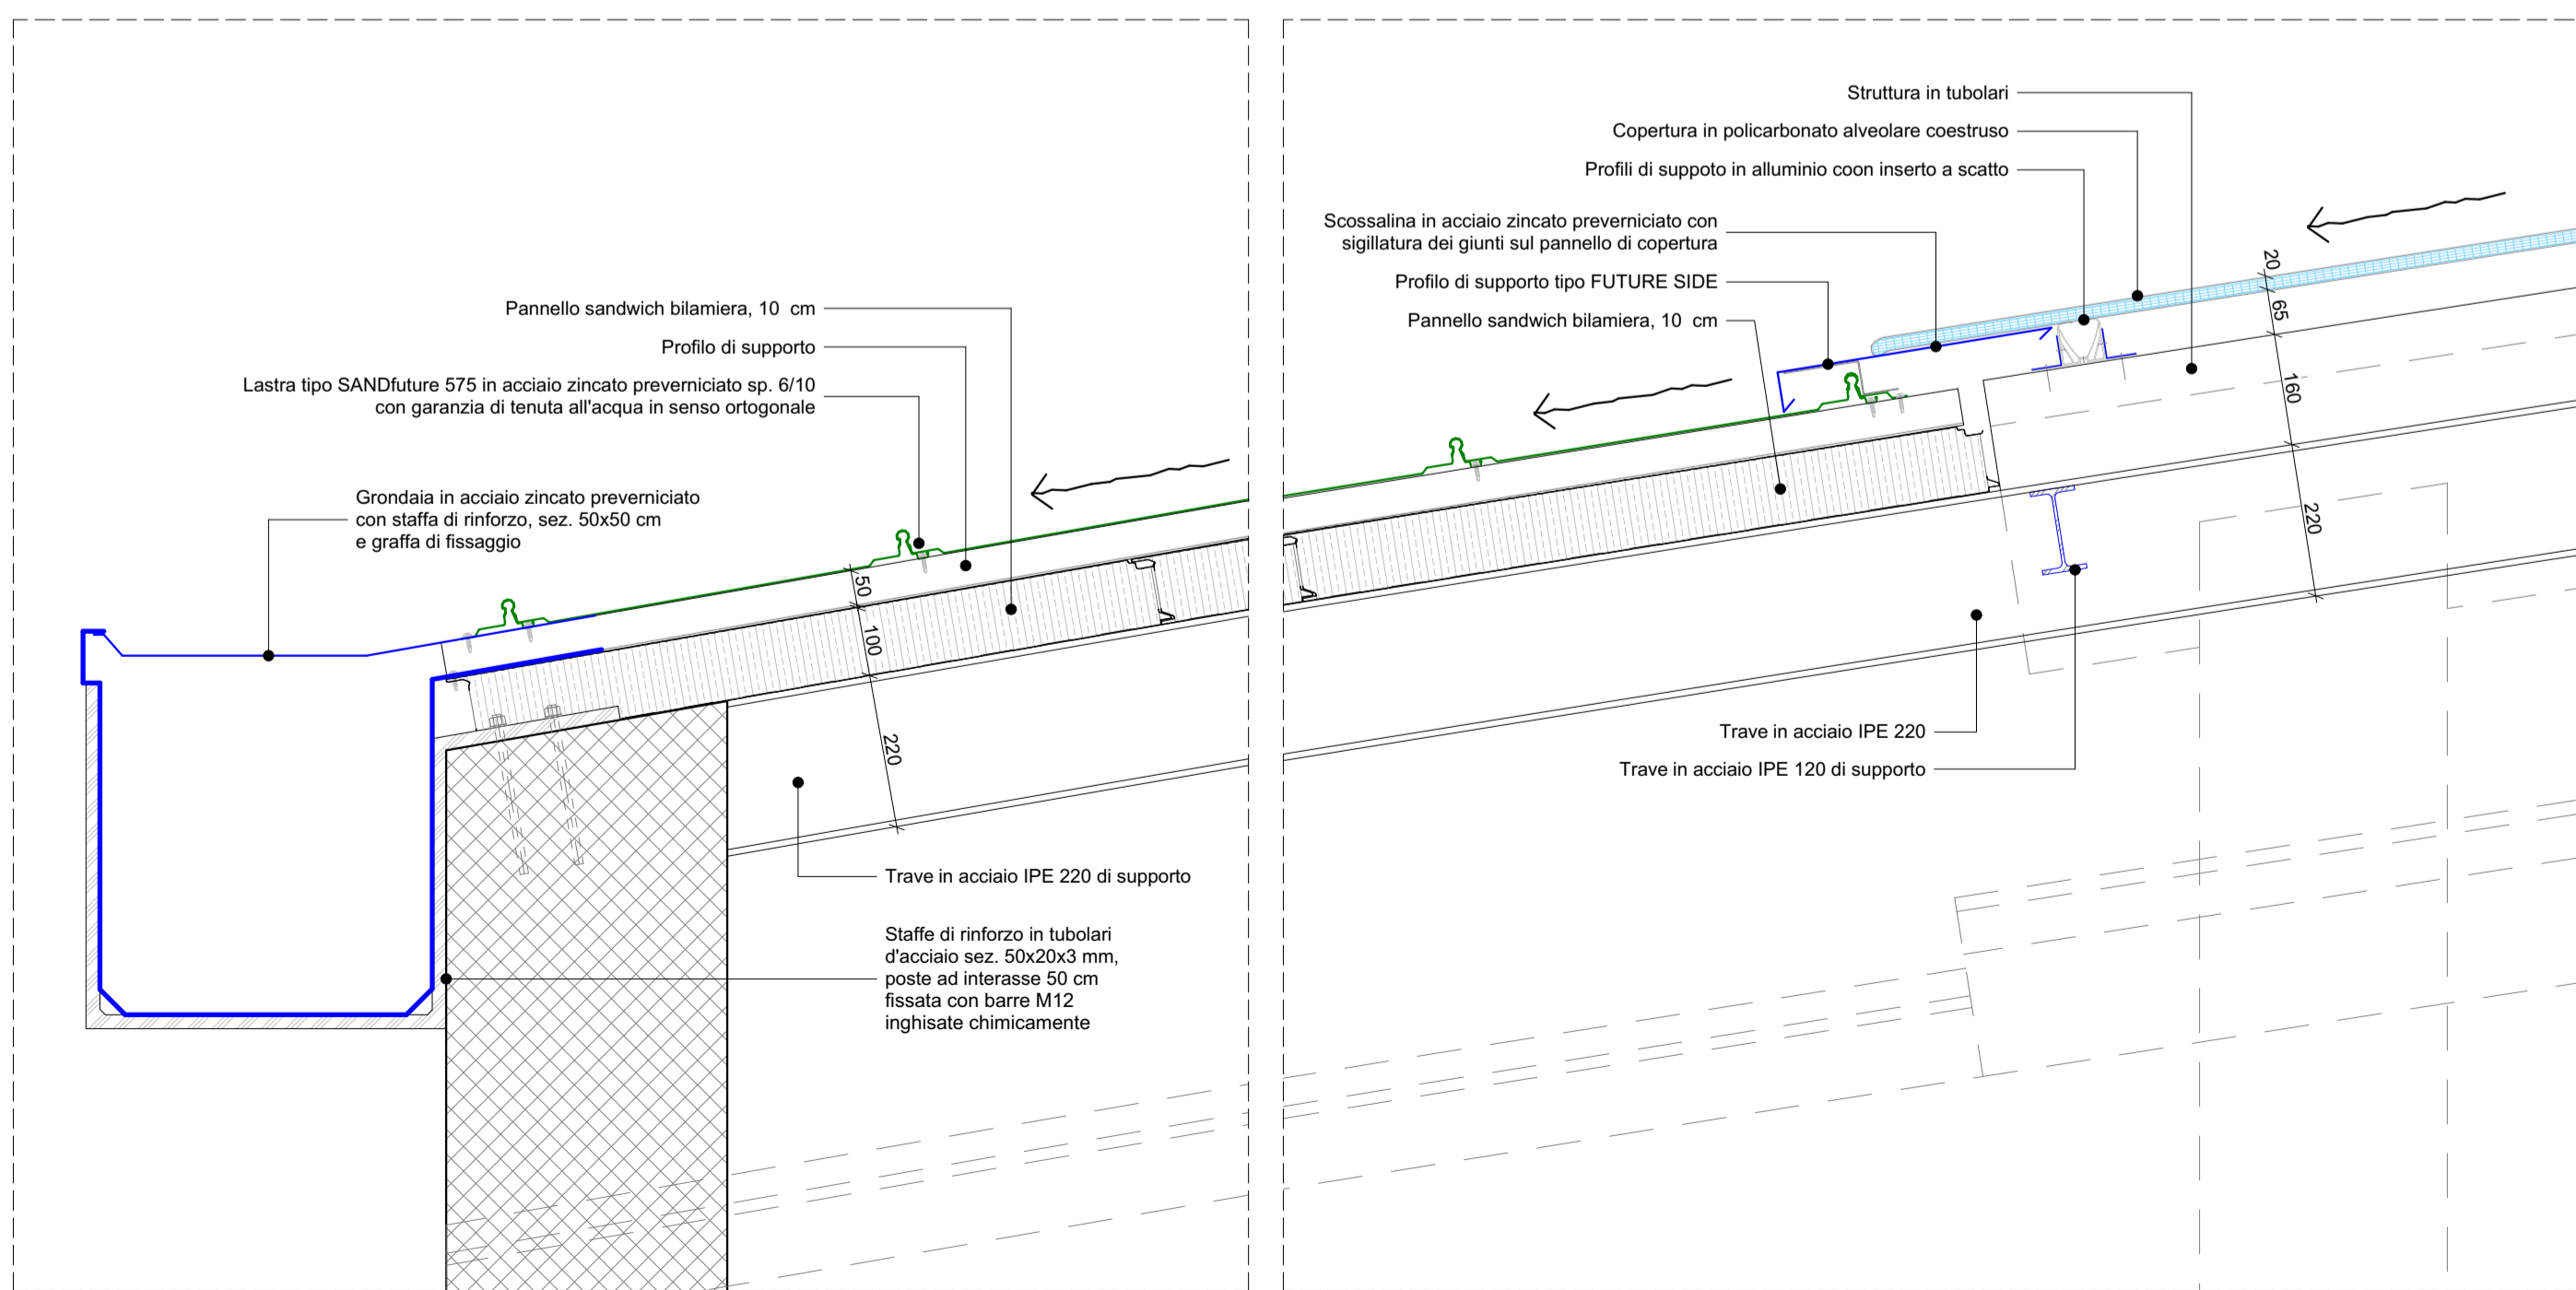 Pannello sandwich bilamiera, 10 cm
Profilo di supporto
Lastra tipo SANDfuture 575 in acciaio zincato preverniciato sp. 6/10
con garanzia di tenuta all'acqua in senso ortogonale
Grondaia in acciaio zincato preverniciato
con staffa di rinforzo, sez. 50x50 cm
e graffa di fissaggio
50
100
220
Trave in acciaio IPE 220 di supporto
Staffe di rinforzo in tubolari
d'acciaio sez. 50x20x3 mm,
poste ad interasse 50 cm
fissata con barre M12
inghisate chimicamente
Struttura in tubolari
Copertura in policarbonato alveolare coestruso
Profili di suppoto in alluminio coon inserto a scatto
Scossalina in acciaio zincato preverniciato con
sigillatura dei giunti sul pannello di copertura
Profilo di supporto tipo FUTURE SIDE
Pannello sandwich bilamiera, 10 cm
20
65
160
220
Trave in acciaio IPE 220
Trave in acciaio IPE 120 di supporto